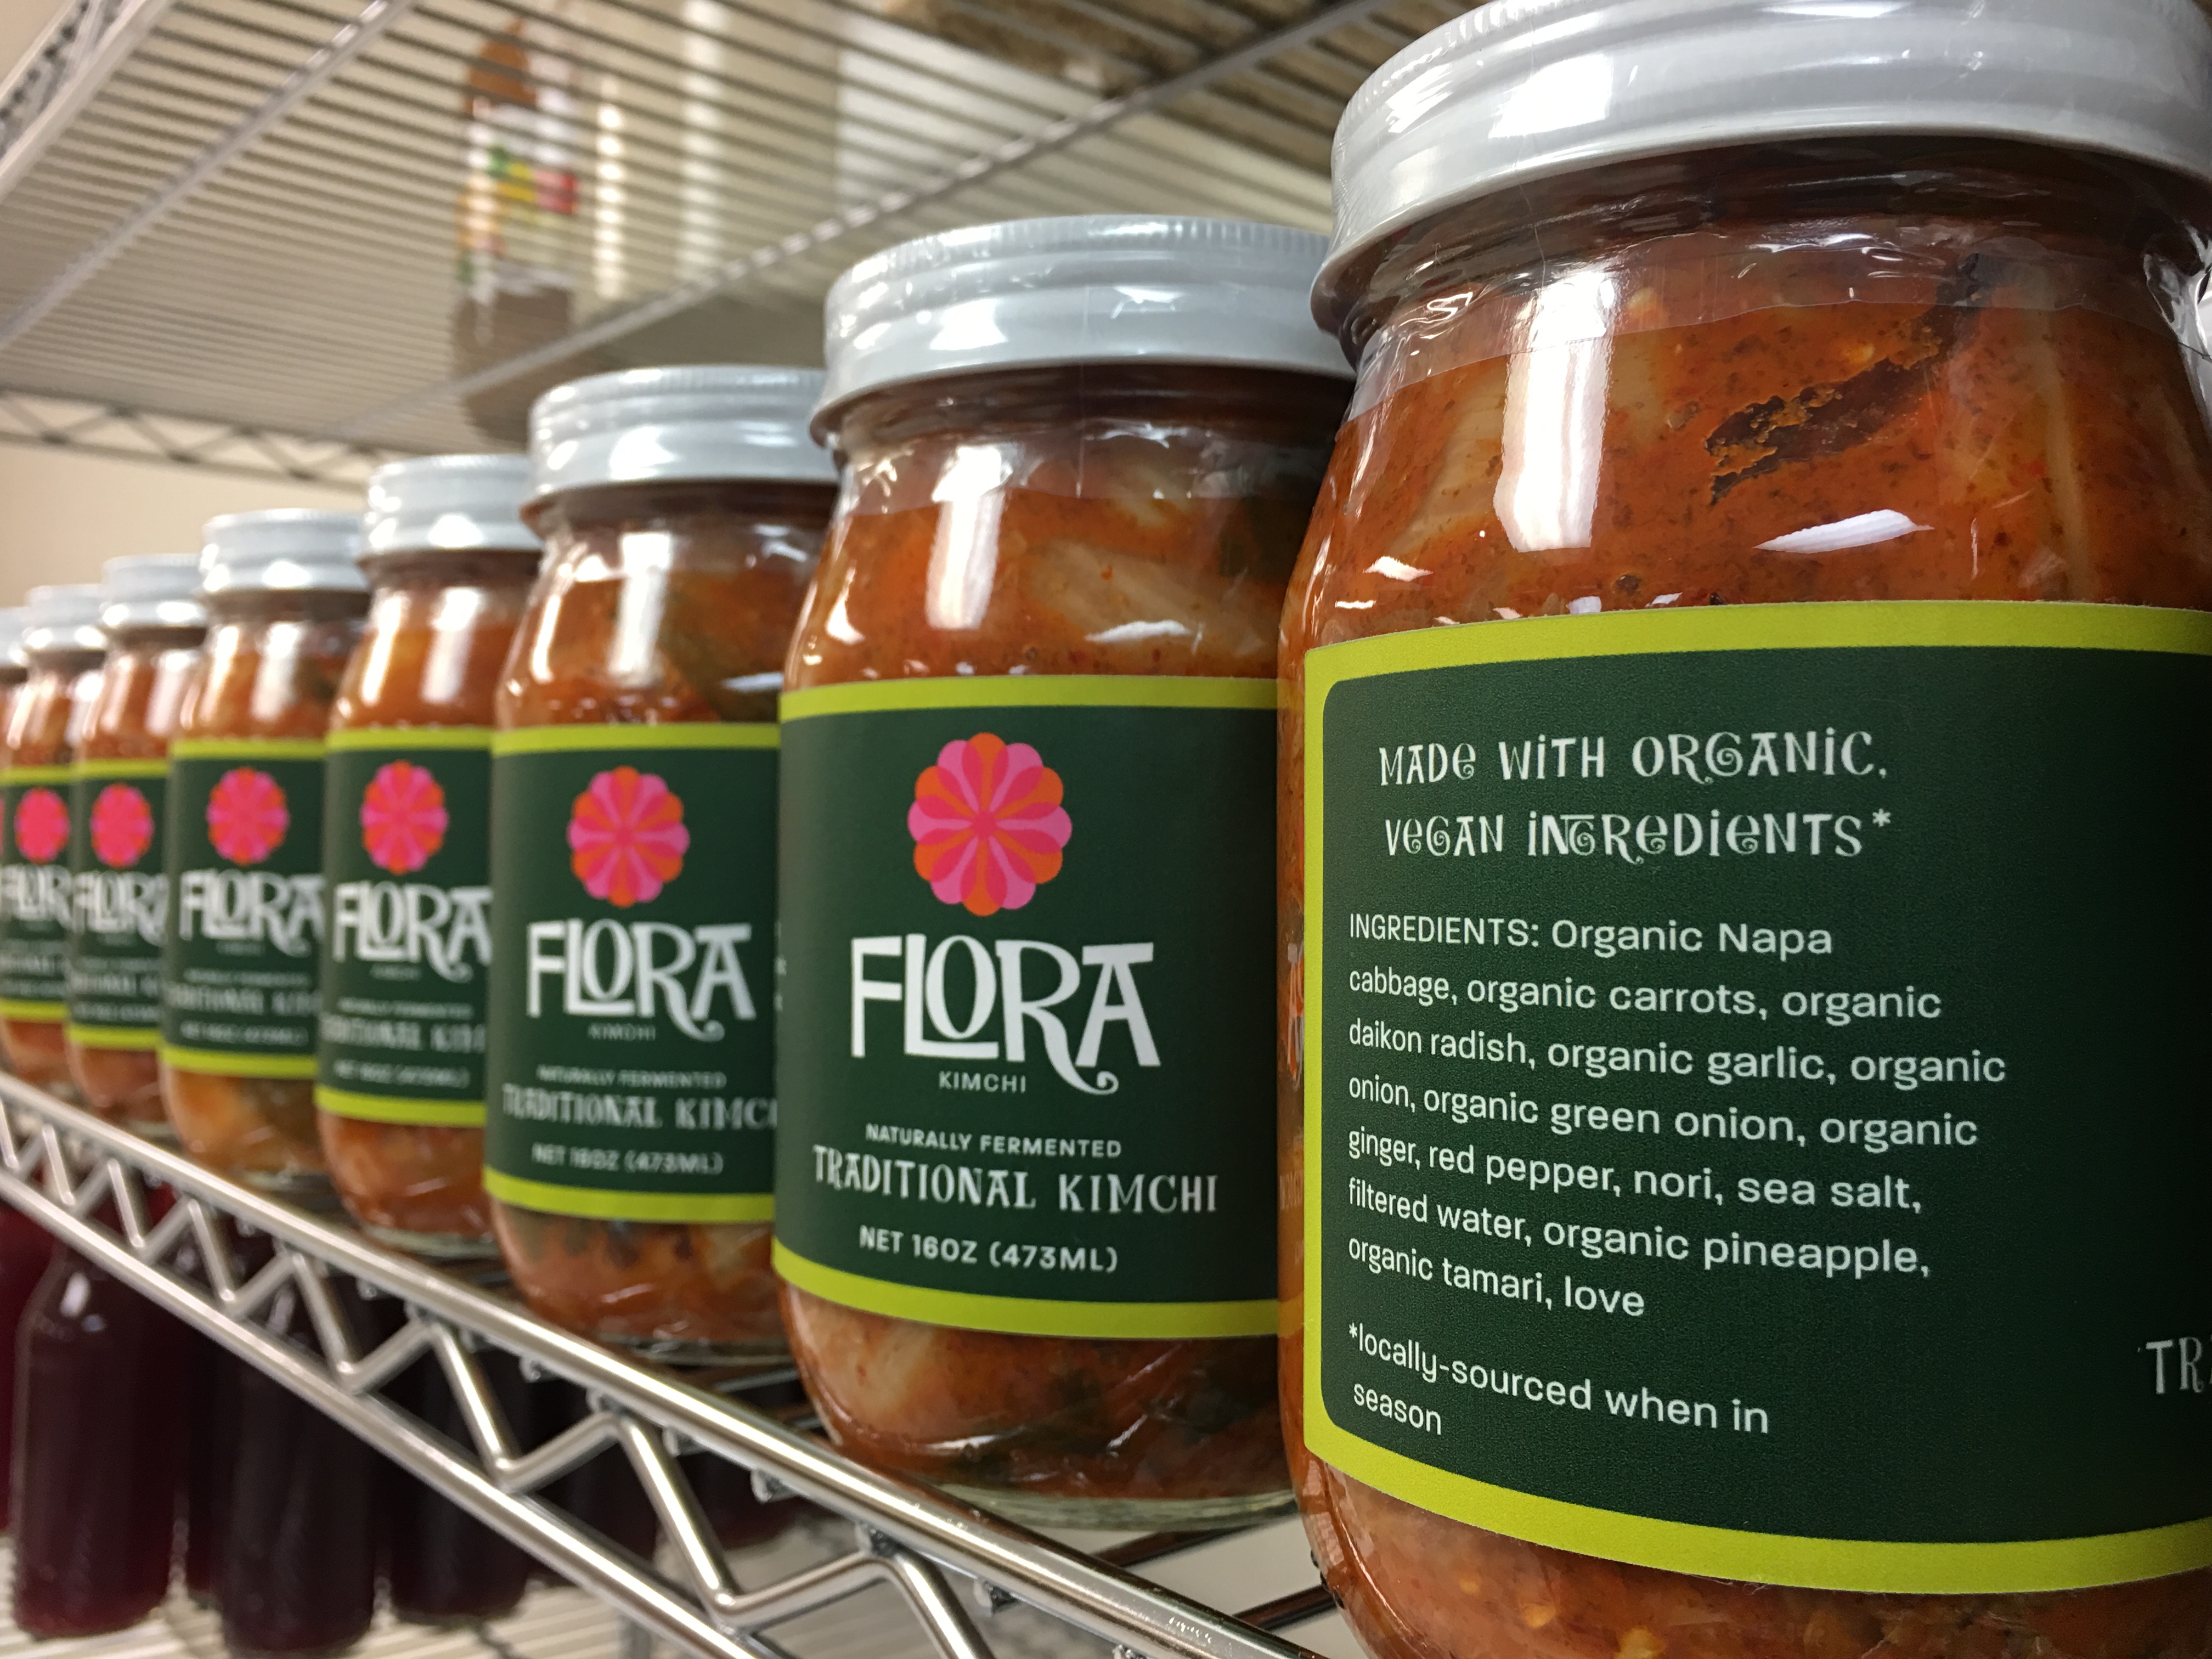 FLORA
KIMCHI
NATURALLY FERMENTED
TRADITIONAL KIMCHI
NET 16OZ (473ML)
MADE WITH ORGANIC,
VEGAN INGREDIENTS*
INGREDIENTS: Organic Napa
cabbage, organic carrots, organic
daikon radish, organic garlic, organic
onion, organic green onion, organic
ginger, red pepper, nori, sea salt,
filtered water, organic pineapple,
organic tamari, love
*locally-sourced when in
season
TR
FLORA
KIMCHI
NATURALLY FERMENTED
TRADITIONAL KIMC
NET 16OZ (473ML)
FLORA
FLORA